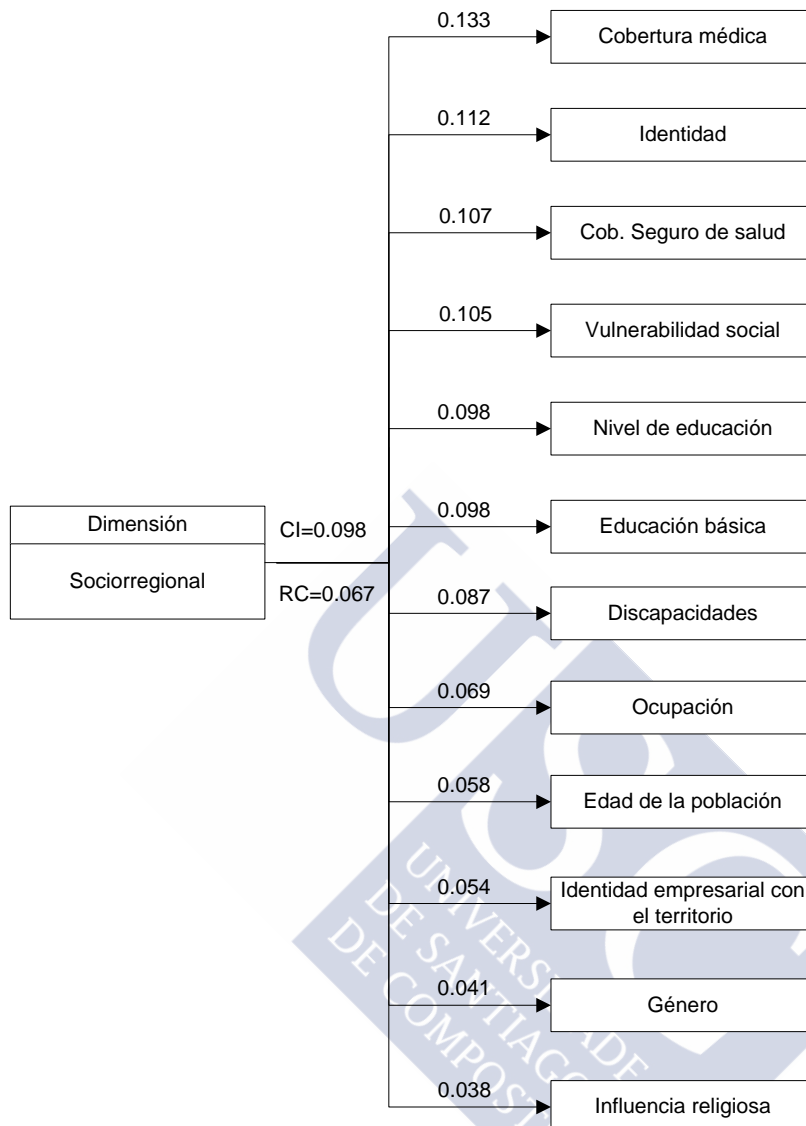 0.133
Cobertura médica
0.112
Identidad
0.107
Cob. Seguro de salud
0.105
Vulnerabilidad social
0.098
Nivel de educación
Dimensión
Sociorregional
CI=0.098
RC=0.067
0.098
Educación básica
0.087
Discapacidades
0.069
Ocupación
0.058
Edad de la población
0.054
Identidad empresarial con
el territorio
0.041
Género
0.038
Influencia religiosa
USC